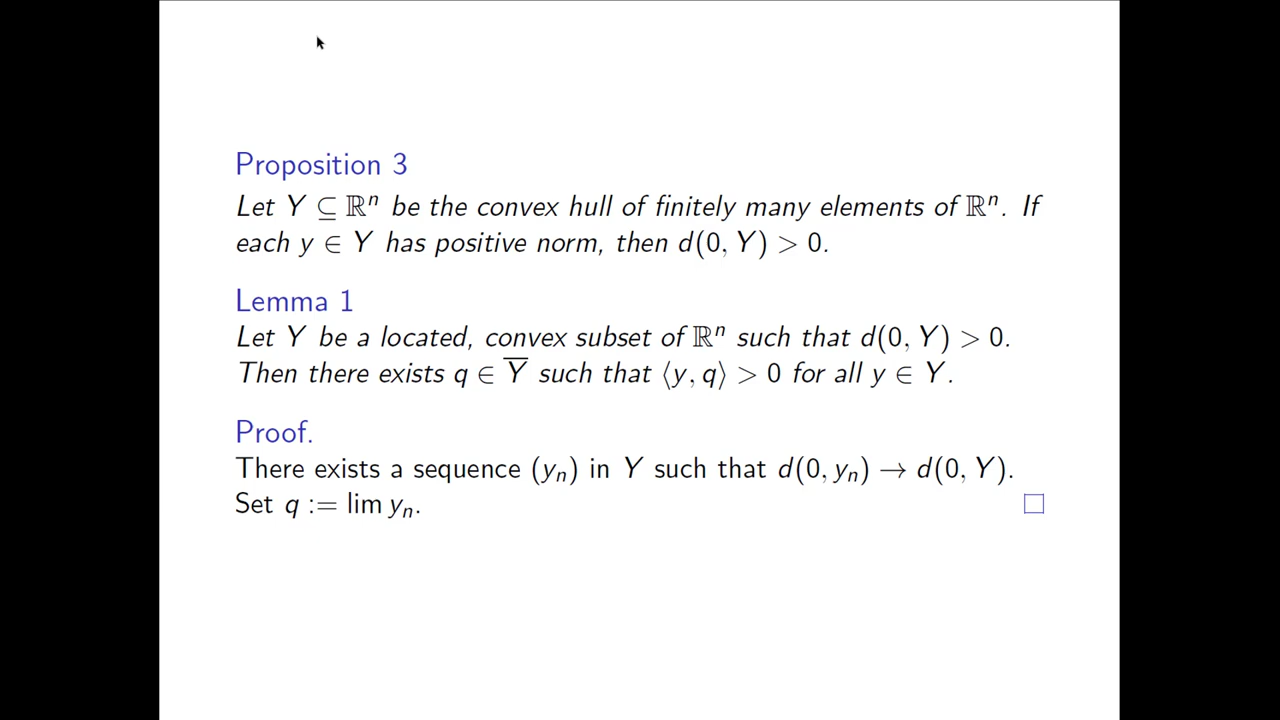 Proposition 3
Let Y ⊆ ℝⁿ be the convex hull of finitely many elements of ℝⁿ. If
each y ∈ Y has positive norm, then d(0, Y) > 0.
Lemma 1
Let Y be a located, convex subset of ℝⁿ such that d(0, Y) > 0.
Then there exists q ∈ Y̅ such that ⟨y, q⟩ > 0 for all y ∈ Y.
Proof.
There exists a sequence (yₙ) in Y such that d(0, yₙ) → d(0, Y).
Set q := lim yₙ. □